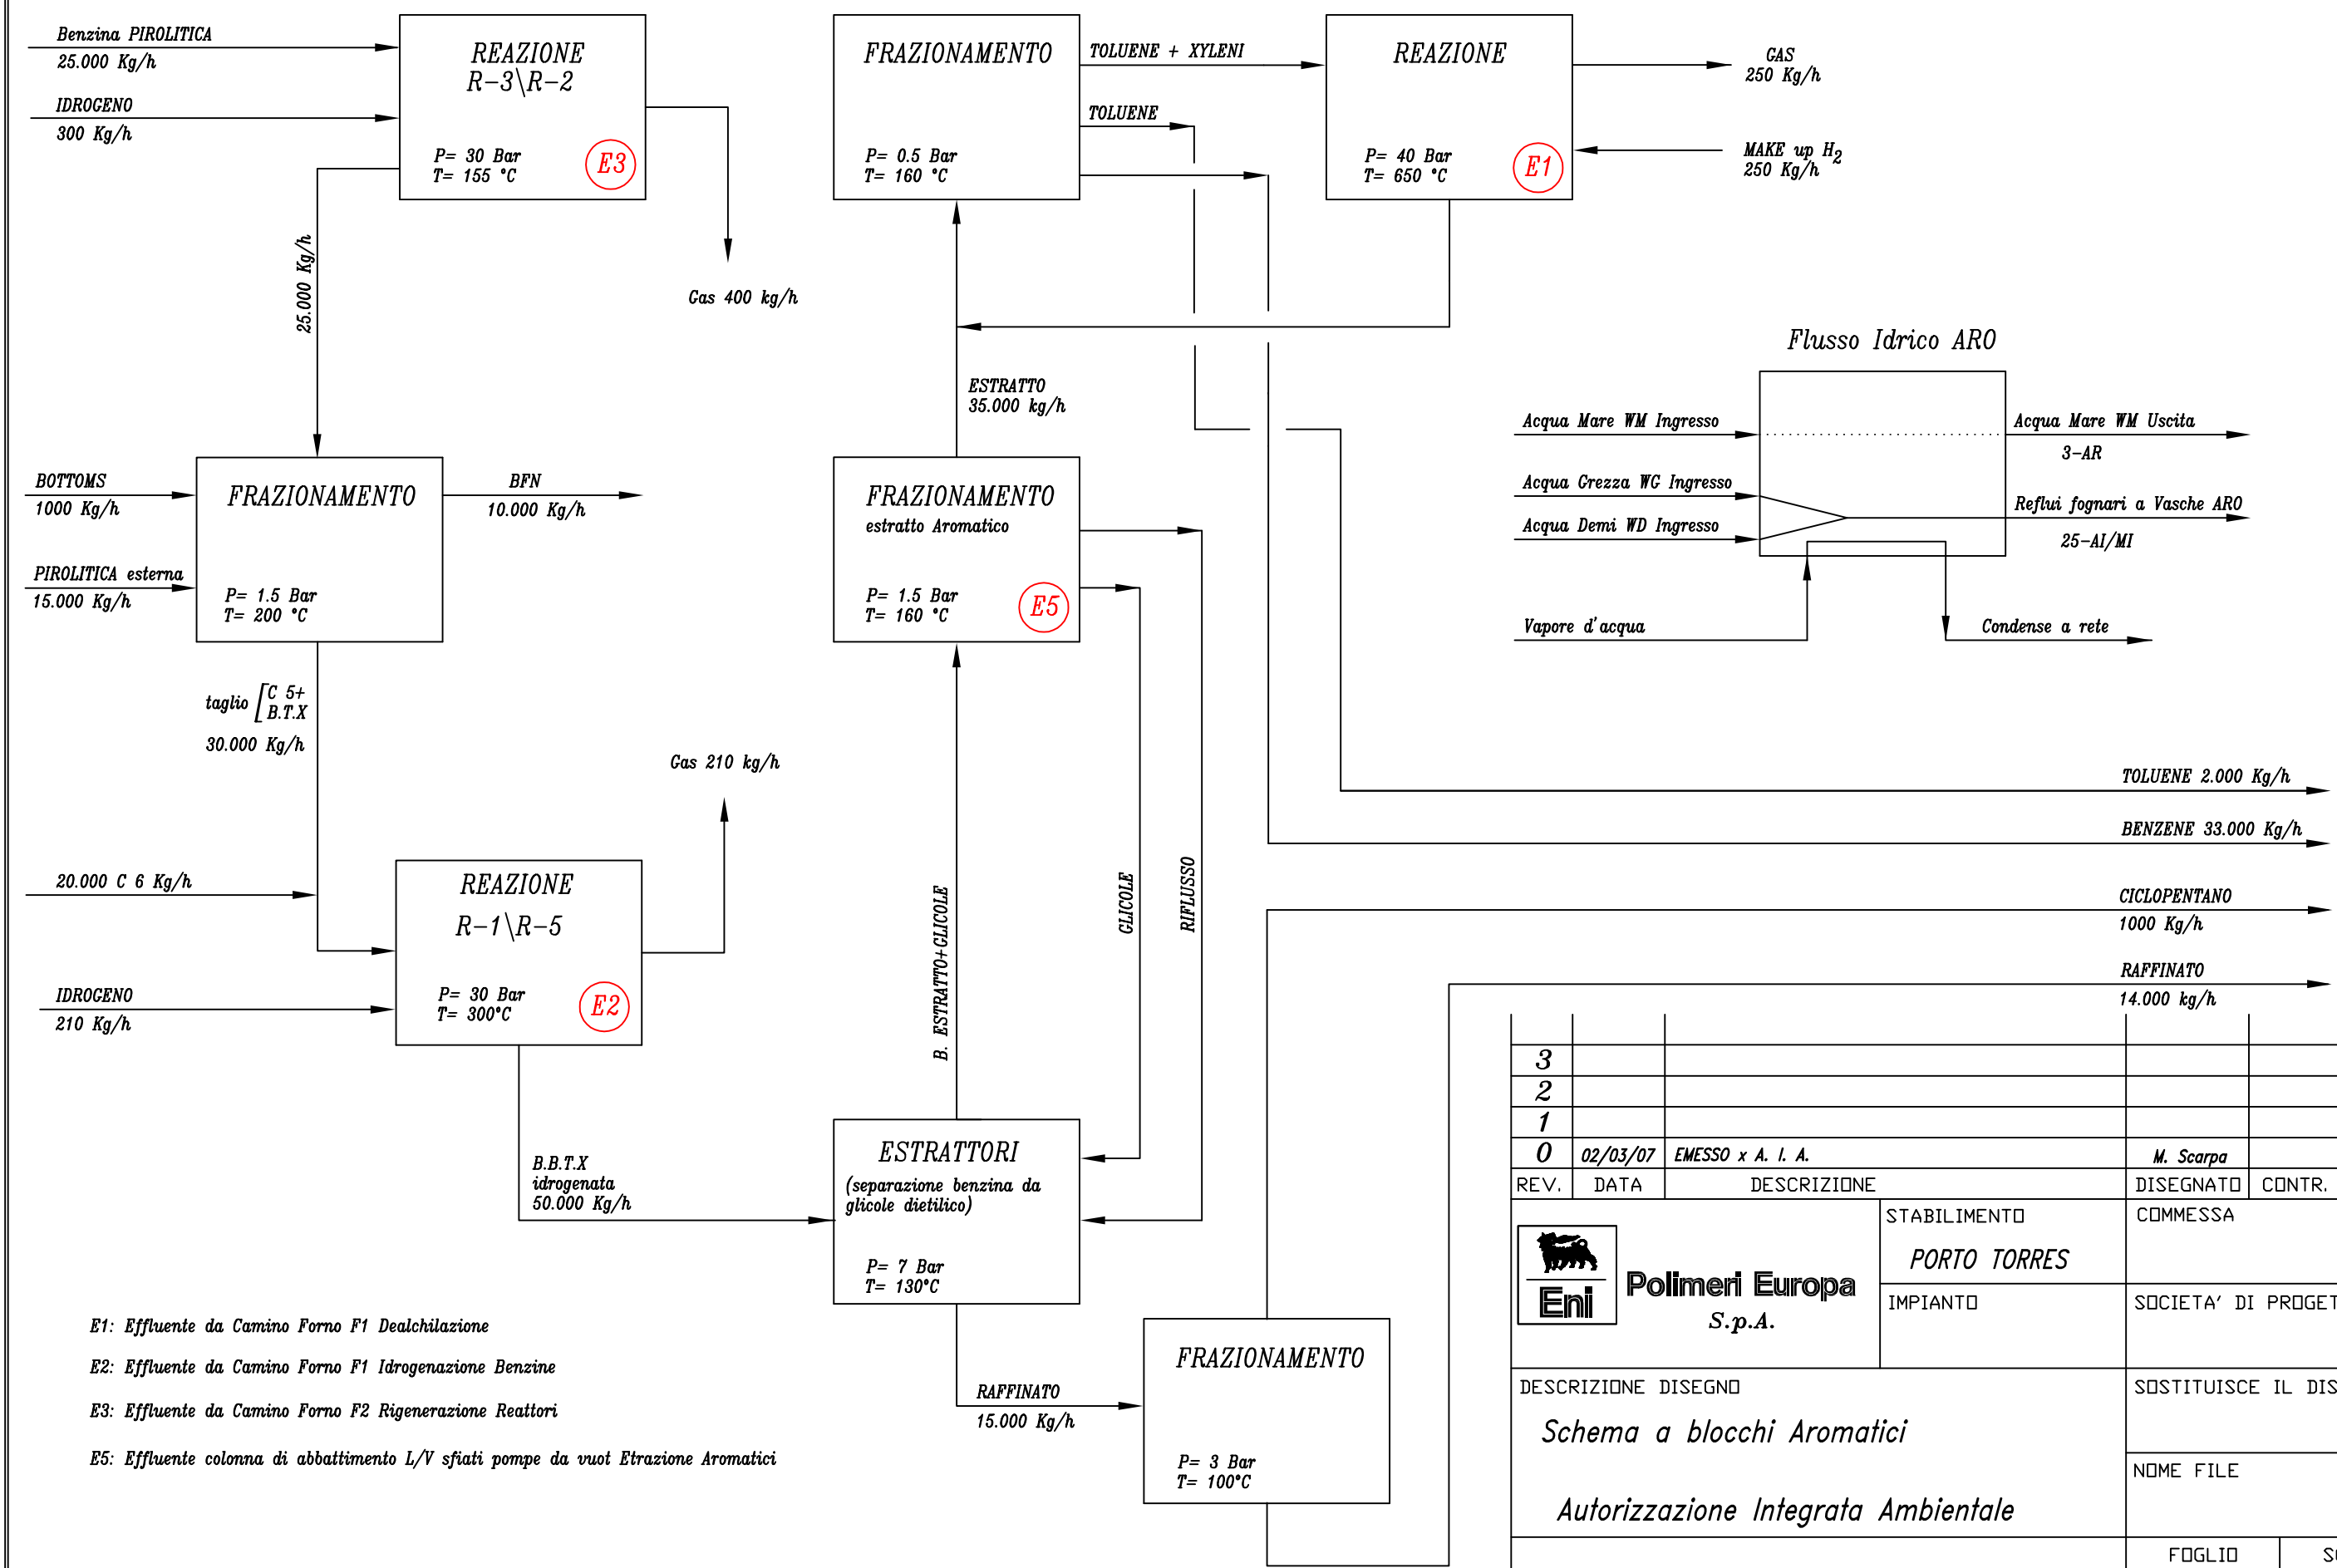 Benzina PIROLITICA
25.000 Kg/h
IDROGENO
300 Kg/h
REAZIONE
R-3\R-2
P= 30 Bar
T= 155 °C
E3
Gas 400 kg/h
25.000 Kg/h
FRAZIONAMENTO
P= 0.5 Bar
T= 160 °C
TOLUENE + XYLENI
TOLUENE
REAZIONE
P= 40 Bar
T= 650 °C
E1
GAS
250 Kg/h
MAKE up H2
250 Kg/h
ESTRATTO
35.000 kg/h
Flusso Idrico ARO
Acqua Mare WM Ingresso
Acqua Mare WM Uscita
3-AR
Acqua Grezza WG Ingresso
Reflui fognari a Vasche ARO
Acqua Demi WD Ingresso
25-AI/MI
Vapore d'acqua
Condense a rete
BOTTOMS
1000 Kg/h
PIROLITICA esterna
15.000 Kg/h
FRAZIONAMENTO
P= 1.5 Bar
T= 200 °C
BFN
10.000 Kg/h
FRAZIONAMENTO
estratto Aromatico
P= 1.5 Bar
T= 160 °C
E5
taglio [C 5+
B.T.X
30.000 Kg/h
Gas 210 kg/h
20.000 C 6 Kg/h
IDROGENO
210 Kg/h
REAZIONE
R-1\R-5
P= 30 Bar
T= 300°C
E2
B. ESTRATTO+GLICOLE
GLICOLE
RIFLUSSO
TOLUENE 2.000 Kg/h
BENZENE 33.000 Kg/h
CICLOPENTANO
1000 Kg/h
RAFFINATO
14.000 kg/h
B.B.T.X
idrogenata
50.000 Kg/h
ESTRATTORI
(separazione benzina da
glicole dietilico)
P= 7 Bar
T= 130°C
RAFFINATO
15.000 Kg/h
FRAZIONAMENTO
P= 3 Bar
T= 100°C
E1: Effluente da Camino Forno F1 Dealchilazione
E2: Effluente da Camino Forno F1 Idrogenazione Benzine
E3: Effluente da Camino Forno F2 Rigenerazione Reattori
E5: Effluente colonna di abbattimento L/V sfiati pompe da vuot Etrazione Aromatici
3
2
1
0 02/03/07 EMESSO x A. I. A. M. Scarpa
REV. DATA DESCRIZIONE DISEGNATO CONTR.
Eni
Polimeri Europa
S.p.A.
STABILIMENTO
PORTO TORRES
IMPIANTO
COMMESSA
SOCIETA' DI PROGET
DESCRIZIONE DISEGNO
Schema a blocchi Aromatici
Autorizzazione Integrata Ambientale
SOSTITUISCE IL DIS
NOME FILE
FOGLIO